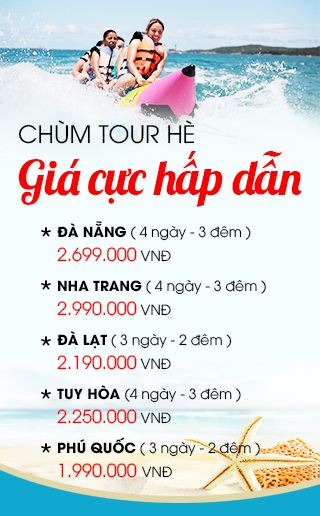 CHÙM TOUR HÈ
Giá cực hấp dẫn
* ĐÀ NẴNG ( 4 ngày - 3 đêm )
2.699.000 VNĐ
* NHA TRANG ( 4 ngày - 3 đêm )
2.990.000 VNĐ
* ĐÀ LẠT ( 3 ngày - 2 đêm )
2.190.000 VNĐ
* TUY HÒA (4 ngày - 3 đêm )
2.250.000 VNĐ
* PHÚ QUỐC ( 3 ngày - 2 đêm )
1.990.000 VNĐ